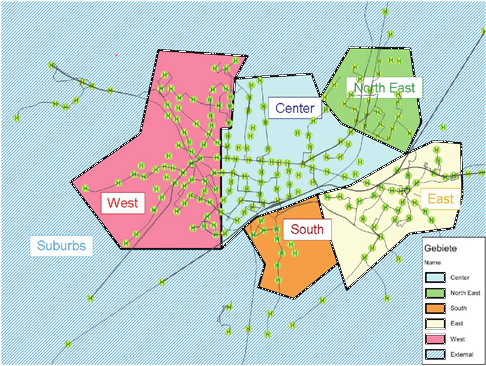 North East
Center
West
East
South
Suburbs
Gebiete
Name
Center
North East
South
East
West
External